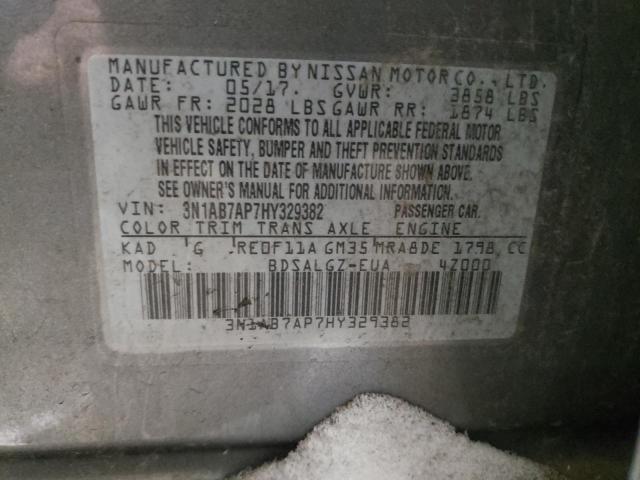 MANUFACTURED BY NISSAN MOTOR CO., LTD.
DATE: 05/17. GVWR: 3858 LBS
GAWR FR: 2028 LBS GAWR RR: 1874 LBS
THIS VEHICLE CONFORMS TO ALL APPLICABLE FEDERAL MOTOR
VEHICLE SAFETY, BUMPER AND THEFT PREVENTION STANDARDS
IN EFFECT ON THE DATE OF MANUFACTURE SHOWN ABOVE.
SEE OWNER'S MANUAL FOR ADDITIONAL INFORMATION.
VIN: 3N1AB7AP7HY329382 PASSENGER CAR.
COLOR TRIM TRANS AXLE ENGINE
KAD G RE0F11A GM35 MRA8DE 1798 CC
MODEL: BDSALGZ-EUA 4Z000
3N1AB7AP7HY329382